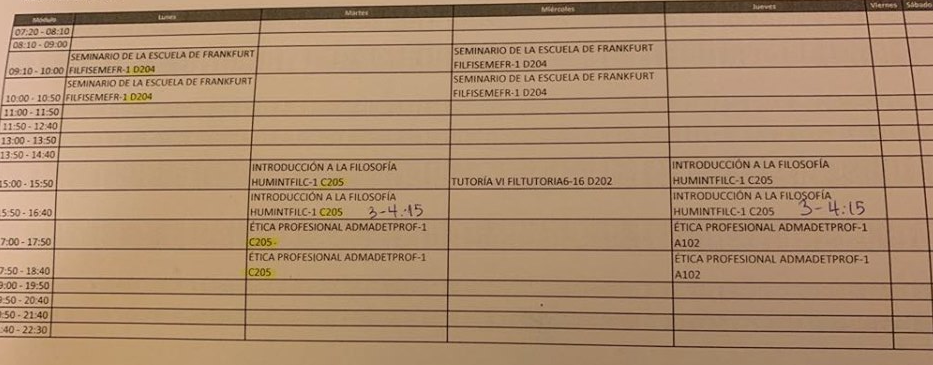 Módulo Lunes Martes Miércoles Jueves Viernes Sábado
07:20 - 08:10
08:10 - 09:00
SEMINARIO DE LA ESCUELA DE FRANKFURT SEMINARIO DE LA ESCUELA DE FRANKFURT
09:10 - 10:00 FILFISEMEFR-1 D204 FILFISEMEFR-1 D204
SEMINARIO DE LA ESCUELA DE FRANKFURT SEMINARIO DE LA ESCUELA DE FRANKFURT
10:00 - 10:50 FILFISEMEFR-1 D204 FILFISEMEFR-1 D204
11:00 - 11:50
11:50 - 12:40
13:00 - 13:50
13:50 - 14:40
INTRODUCCIÓN A LA FILOSOFÍA INTRODUCCIÓN A LA FILOSOFÍA
15:00 - 15:50 HUMINTFILC-1 C205 TUTORÍA VI FILTUTORIA6-16 D202 HUMINTFILC-1 C205
INTRODUCCIÓN A LA FILOSOFÍA INTRODUCCIÓN A LA FILOSOFÍA
5:50 - 16:40 HUMINTFILC-1 C205 3-4:15 HUMINTFILC-1 C205 3-4:15
ÉTICA PROFESIONAL ADMADETPROF-1 ÉTICA PROFESIONAL ADMADETPROF-1
7:00 - 17:50 C205- A102
ÉTICA PROFESIONAL ADMADETPROF-1 ÉTICA PROFESIONAL ADMADETPROF-1
7:50 - 18:40 C205 A102
9:00 - 19:50
9:50 - 20:40
0:50 - 21:40
:40 - 22:30